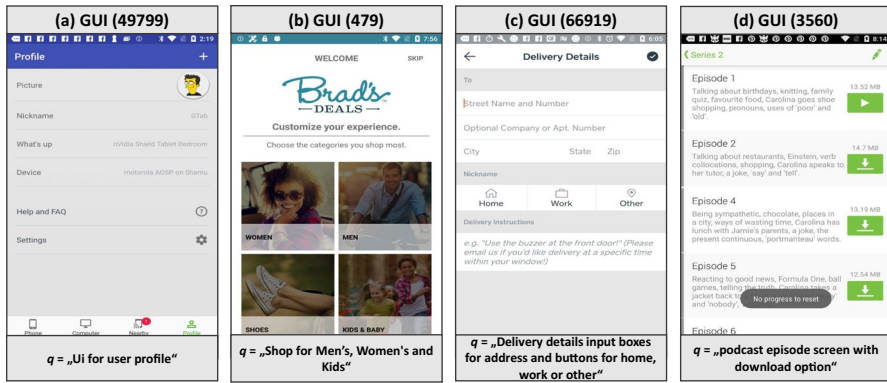 (a) GUI (49799)
2:19
Profile +
Picture
Nickname GTab
What's up nVidia Shield Tablet Bedroom
Device motorola AOSP on Shamu
Help and FAQ
Settings
Phone Computer Nearby Profile
q = „Ui for user profile“
(b) GUI (479)
7:56
WELCOME SKIP
Brad's
DEALS
Customize your experience.
Choose the categories you shop most.
WOMEN MEN
SHOES KIDS & BABY
q = „Shop for Men's, Women's and
Kids“
(c) GUI (66919)
6:05
Delivery Details
To
Street Name and Number
Optional Company or Apt. Number
City State Zip
Nickname
Home Work Other
Delivery Instructions
e.g. "Use the buzzer at the front door!" (Please
email us if you'd like delivery at a specific time
within your window!)
q = „Delivery details input boxes
for address and buttons for home,
work or other“
(d) GUI (3560)
8:14
Series 2
Episode 1
13.52 MB
Talking about birthdays, knitting, family
quiz, favourite food, Carolina goes shoe
shopping, pronouns, uses of 'poor' and
'old'.
Episode 2
14.7 MB
Talking about restaurants, Einstein, verb
collocations, shopping, Carolina speaks to
her tutor, a joke, 'say' and 'tell'.
Episode 4
13.19 MB
Being sympathetic, chocolate, places in
a city, ways of wasting time, Carolina has
lunch with Jamie's parents, a joke, the
present continuous, 'portmanteau' words.
Episode 5
12.54 MB
Reacting to good news, Formula One, ball
games, telling the truth, Carolina takes a
jacket back to
and 'nobody',
No progress to reset
Episode 6
q = „podcast episode screen with
download option“